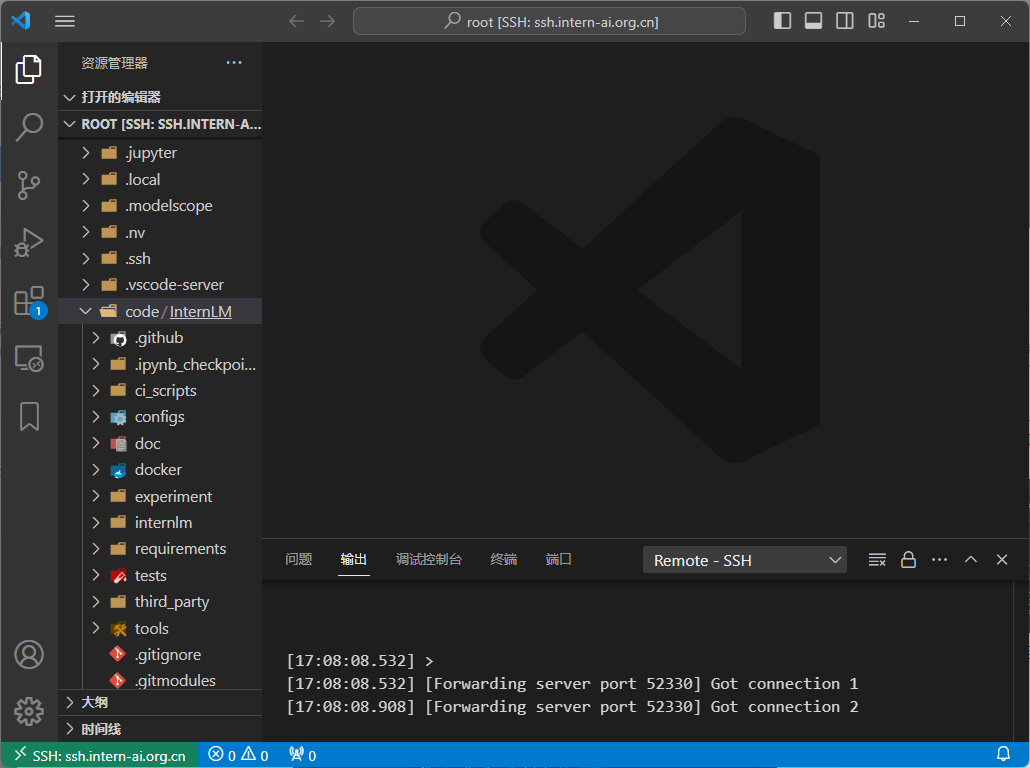 root [SSH: ssh.intern-ai.org.cn]
资源管理器
打开的编辑器
ROOT [SSH: SSH.INTERN-A...
.jupyter
.local
.modelscope
.nv
.ssh
.vscode-server
code/InternLM
.github
.ipynb_checkpoi...
ci_scripts
configs
doc
docker
experiment
internlm
requirements
tests
third_party
tools
.gitignore
.gitmodules
大纲
时间线
1
问题 输出 调试控制台 终端 端口 Remote - SSH
[17:08:08.532] >
[17:08:08.532] [Forwarding server port 52330] Got connection 1
[17:08:08.908] [Forwarding server port 52330] Got connection 2
SSH: ssh.intern-ai.org.cn 0 0 0